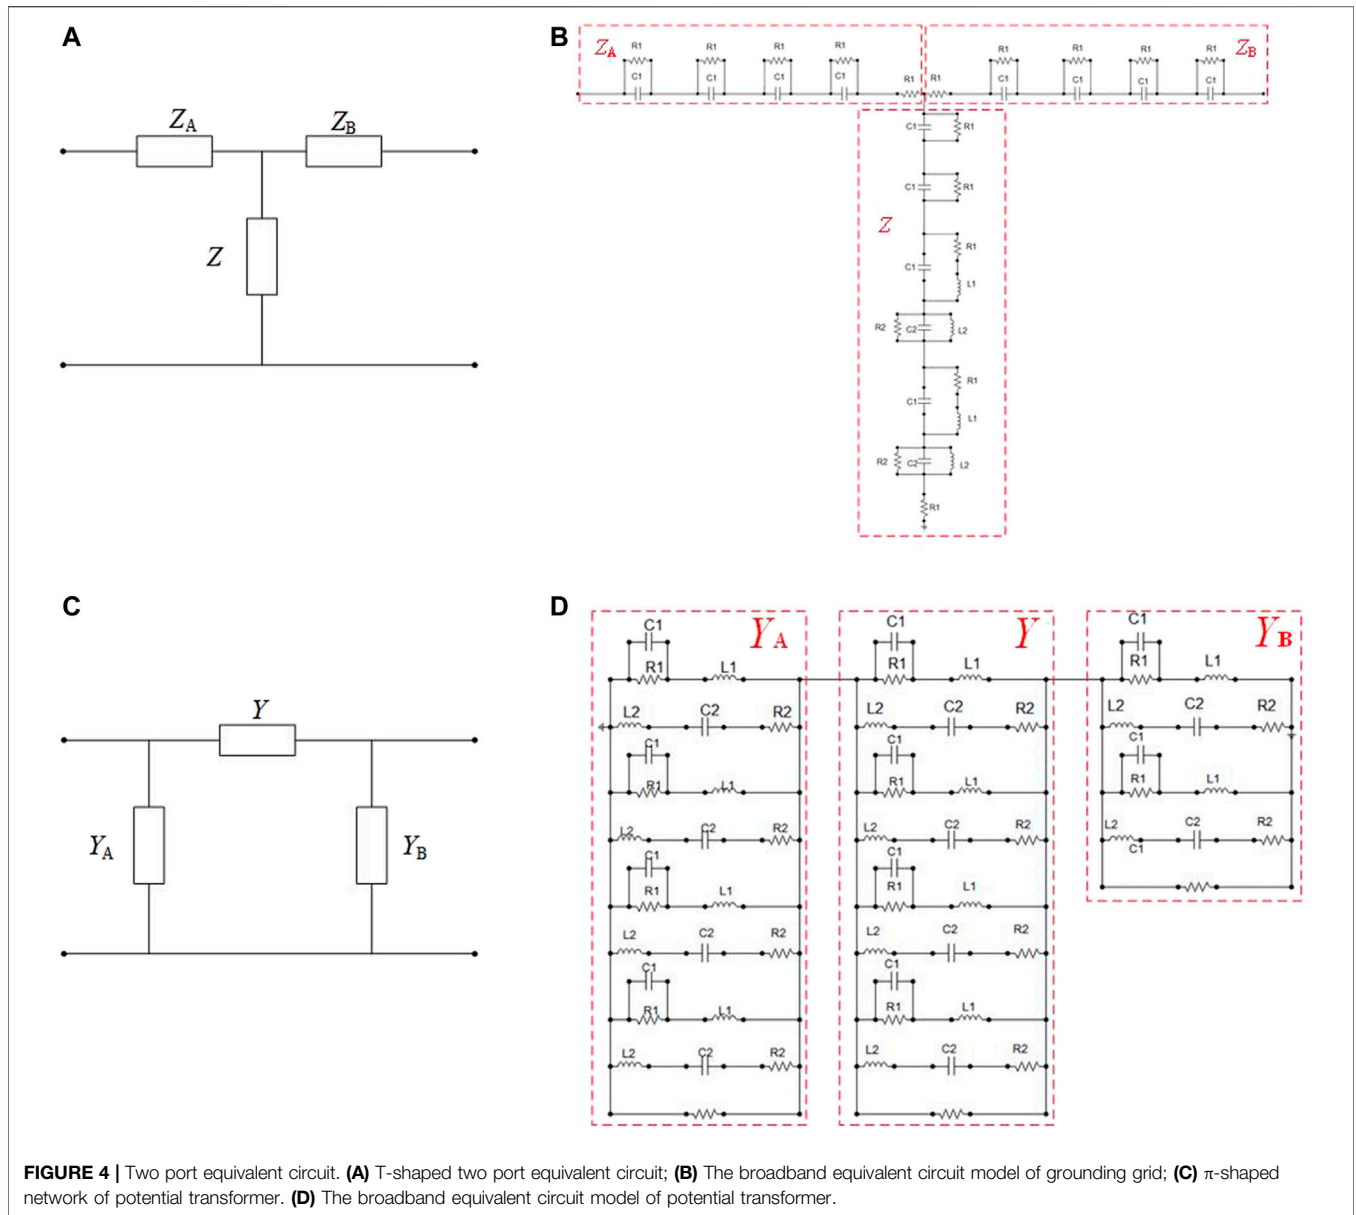 A
B
Z_A
Z_B
Z
Z_A
R1
R1
R1
R1
C1
C1
C1
C1
R1
R1
R1
R1
R1
R1
C1
C1
C1
C1
Z_B
C1
R1
C1
R1
Z
R1
C1
L1
R2
C2
L2
R1
C1
L1
R2
C2
L2
R1
C
D
Y
Y_A
Y_B
Y_A
C1
R1
L1
L2
C2
R2
C1
R1
L1
L2
C2
R2
C1
R1
L1
L2
C2
R2
C1
R1
L1
L2
C2
R2
Y
C1
R1
L1
L2
C2
R2
C1
R1
L1
L2
C2
R2
C1
R1
L1
L2
C2
R2
C1
R1
L1
L2
C2
R2
Y_B
C1
R1
L1
L2
C2
R2
C1
R1
L1
L2
C2
R2
C1
FIGURE 4 | Two port equivalent circuit. (A) T-shaped two port equivalent circuit; (B) The broadband equivalent circuit model of grounding grid; (C) π-shaped
network of potential transformer. (D) The broadband equivalent circuit model of potential transformer.